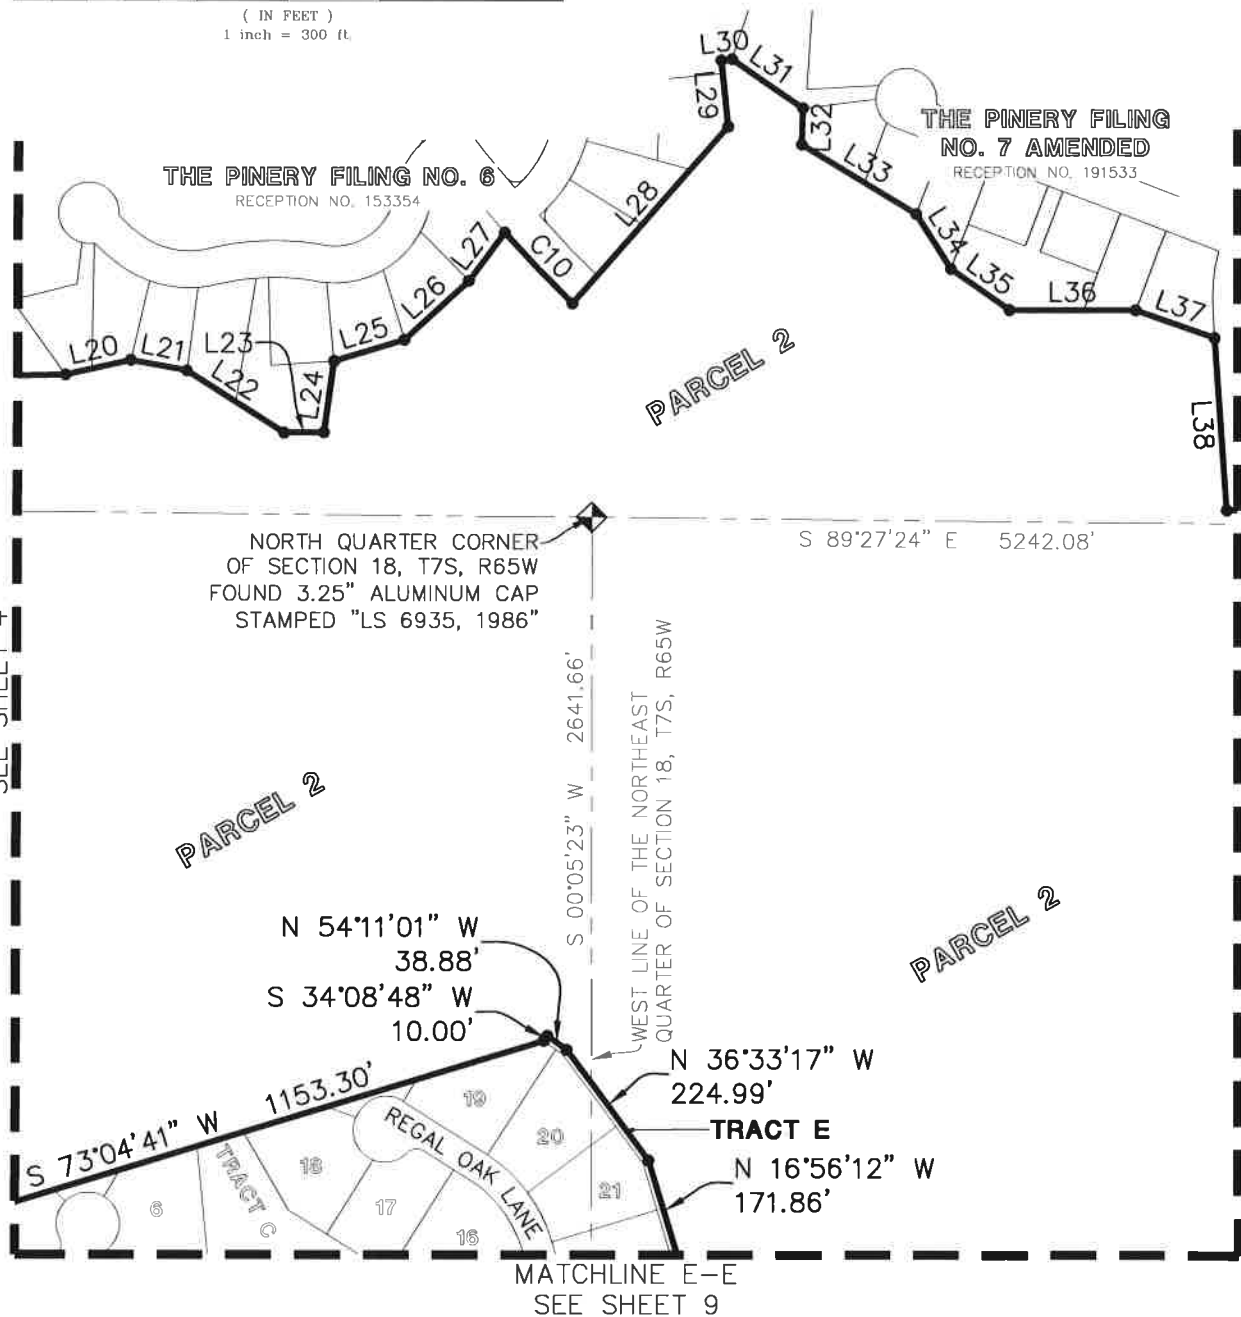 ( IN FEET )
1 inch = 300 ft.
L30
L31
L29
L32
THE PINERY FILING
NO. 7 AMENDED
RECEPTION NO. 191533
THE PINERY FILING NO. 6
RECEPTION NO. 153354
L33
L28
L27
C10
L34
L35
L26
L36
L37
L20
L21
L23
L25
L22
L24
PARCEL 2
L38
NORTH QUARTER CORNER
OF SECTION 18, T7S, R65W
FOUND 3.25" ALUMINUM CAP
STAMPED "LS 6935, 1986"
S 89°27'24" E 5242.08'
S 00°05'23" W 2641.66'
WEST LINE OF THE NORTHEAST
QUARTER OF SECTION 18, T7S, R65W
PARCEL 2
PARCEL 2
N 54°11'01" W
38.88'
S 34°08'48" W
10.00'
N 36°33'17" W
224.99'
TRACT E
N 16°56'12" W
171.86'
S 73°04'41" W 1153.30'
REGAL OAK LANE
TRACT C
19
20
21
18
17
16
6
MATCHLINE E-E
SEE SHEET 9